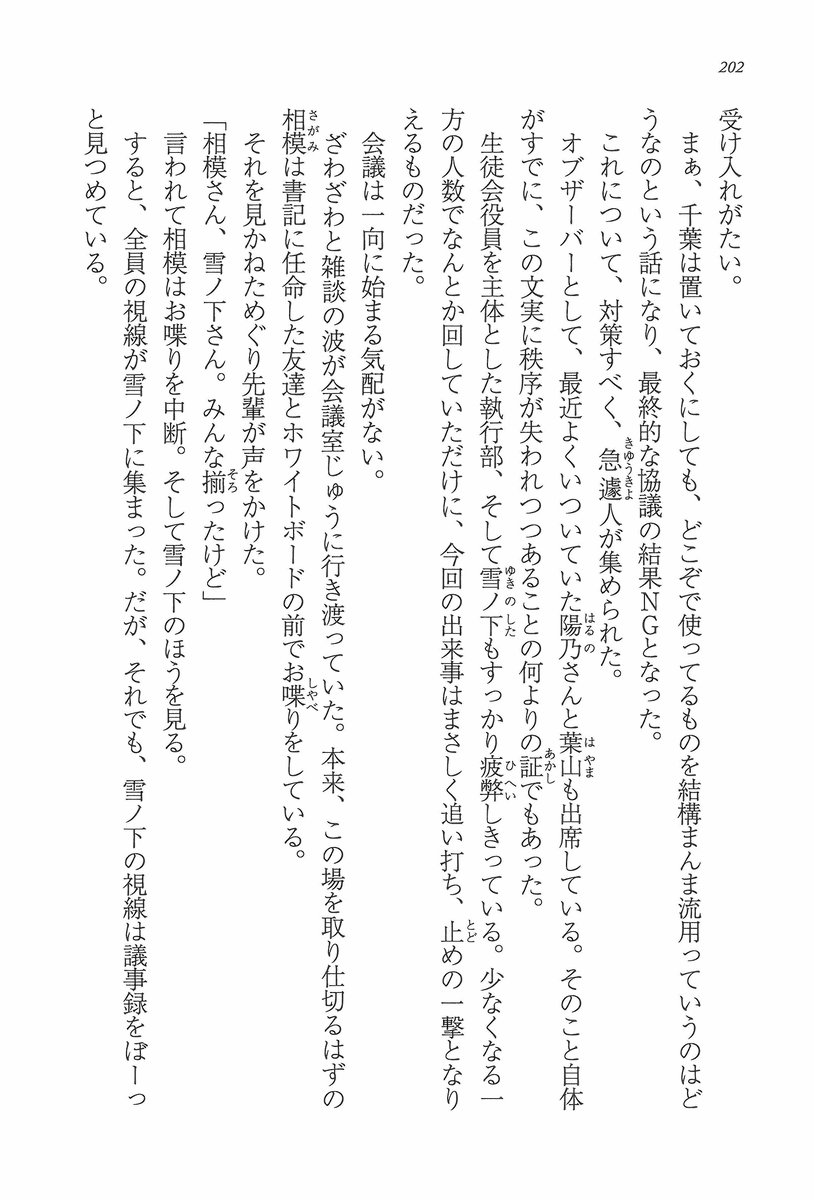 202
受け入れがたい。
まぁ、千葉は置いておくにしても、どこぞで使ってるものを結構まんま流用っていうのはど
うなのという話になり、最終的な協議の結果NGとなった。
これについて、対策すべく、急遽人が集められた。
オブザーバーとして、最近よくいついていた陽乃さんと葉山も出席している。そのこと自体
がすでに、この文実に秩序が失われつつあることの何よりの証でもあった。
生徒会役員を主体とした執行部、そして雪ノ下もすっかり疲弊しきっている。少なくなる一
方の人数でなんとか回していただけに、今回の出来事はまさしく追い打ち、止めの一撃となり
えるものだった。
会議は一向に始まる気配がない。
ざわざわと雑談の波が会議室じゅうに行き渡っていた。本来、この場を取り仕切るはずの
相模は書記に任命した友達とホワイトボードの前でお喋りをしている。
それを見かねためぐり先輩が声をかけた。
「相模さん、雪ノ下さん。みんな揃ったけど」
言われて相模はお喋りを中断。そして雪ノ下のほうを見る。
すると、全員の視線が雪ノ下に集まった。だが、それでも、雪ノ下の視線は議事録をぼーっ
と見つめている。